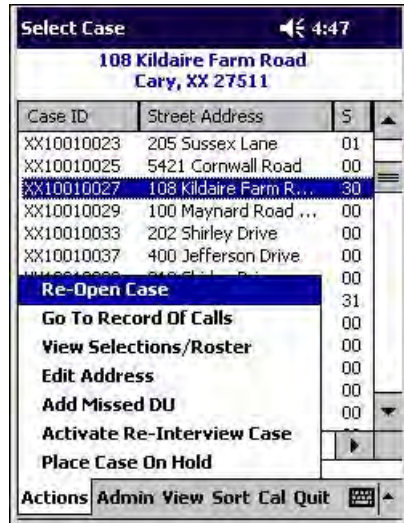 Select Case 4:47
108 Kildaire Farm Road
Cary, XX 27511
Case ID Street Address S
XX10010023 205 Sussex Lane 01
XX10010025 5421 Cornwall Road 00
XX10010027 108 Kildaire Farm R... 30
XX10010029 100 Maynard Road ... 00
XX10010033 202 Shirley Drive 00
XX10010037 400 Jefferson Drive 00
00
Re-Open Case
31
Go To Record Of Calls 00
View Selections/Roster 00
Edit Address 00
00
Add Missed DU 00
Activate Re-Interview Case
Place Case On Hold
Actions Admin View Sort Cal Quit